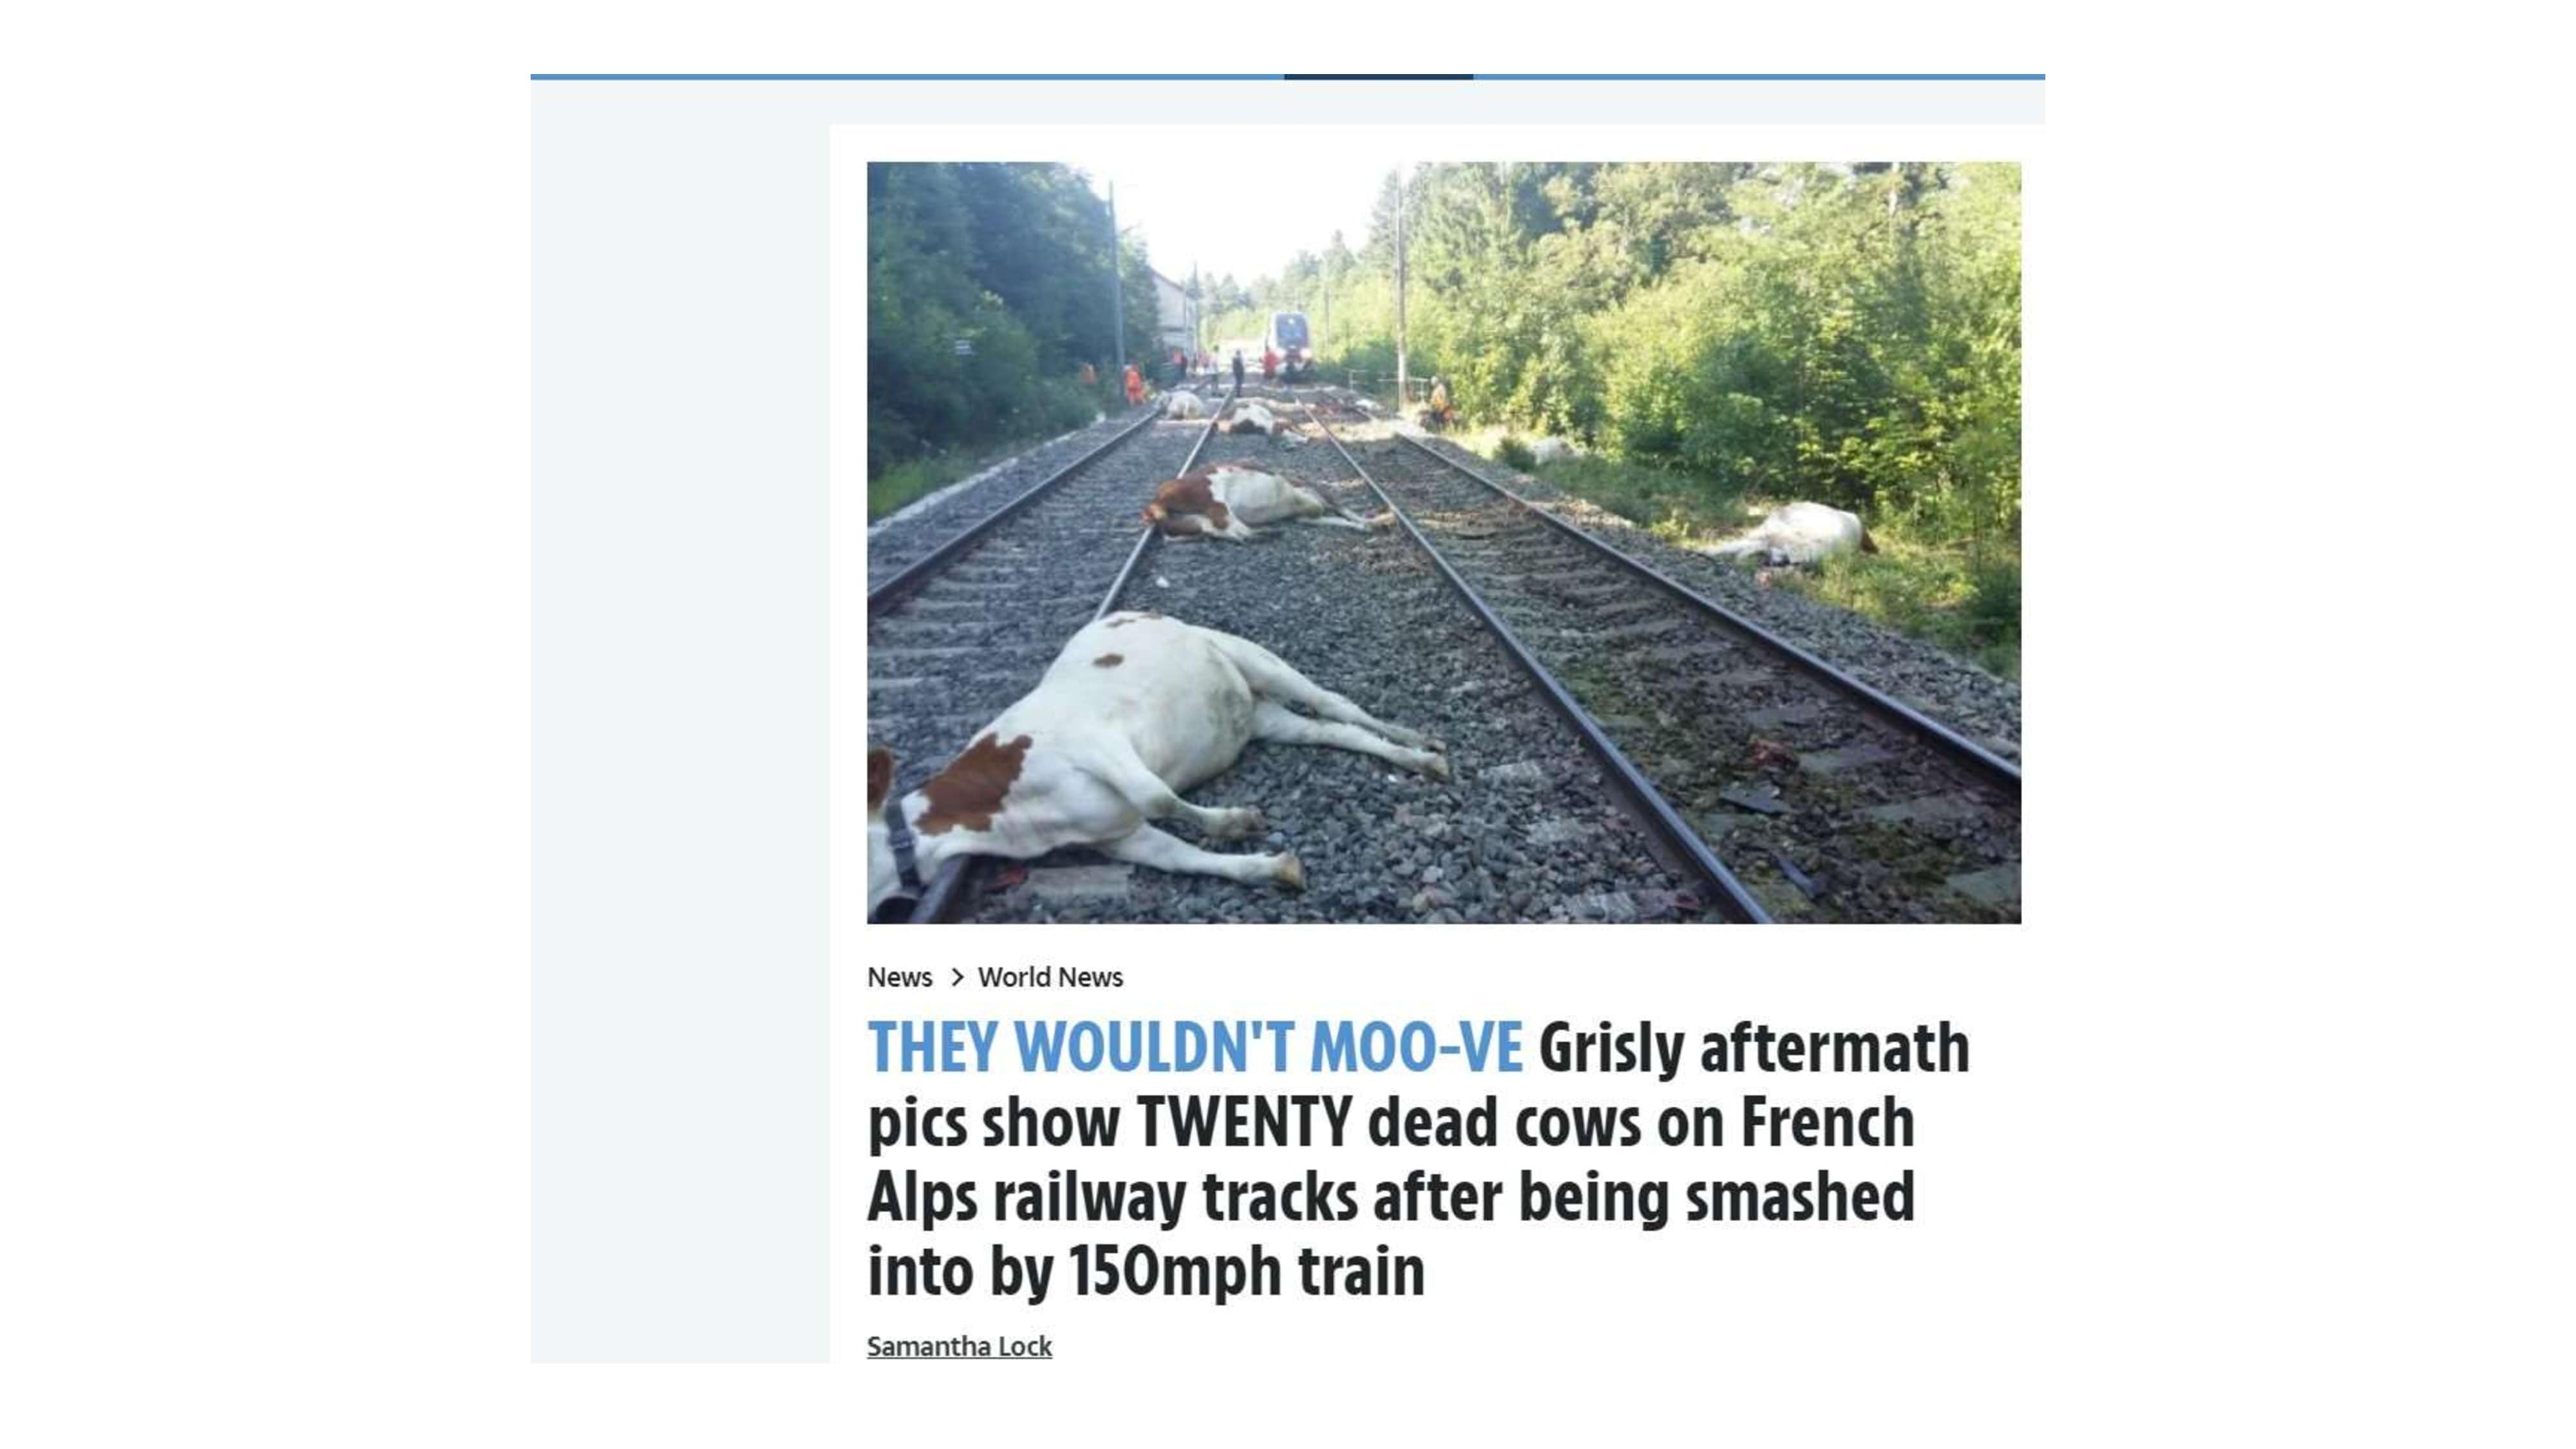 News > World News
THEY WOULDN'T MOO-VE Grisly aftermath
pics show TWENTY dead cows on French
Alps railway tracks after being smashed
into by 150mph train
Samantha Lock